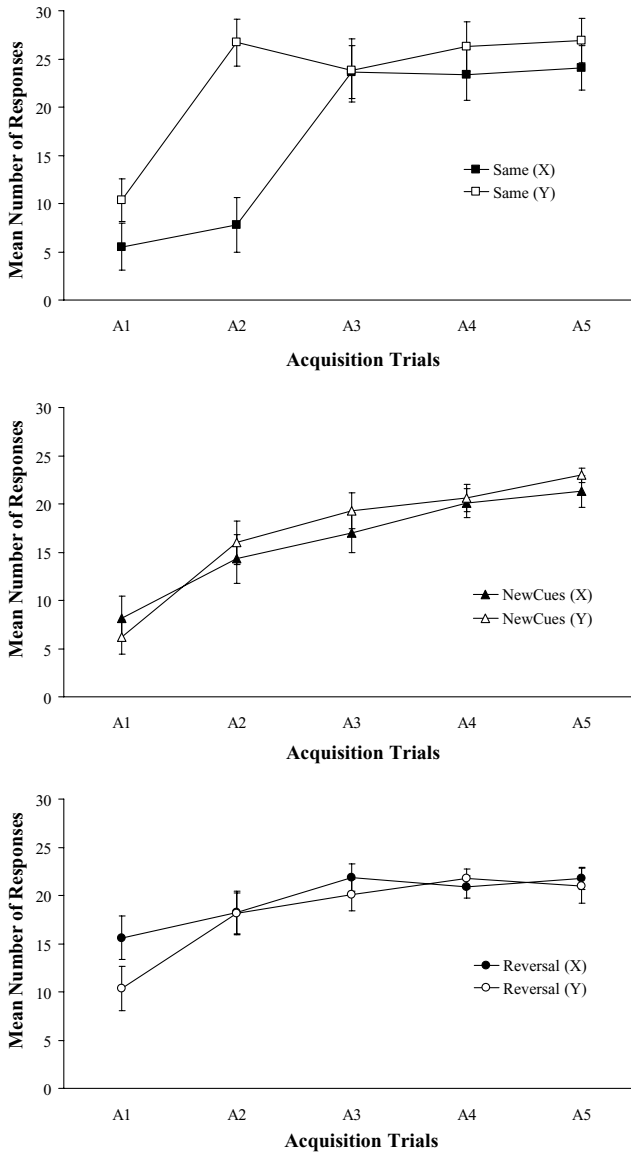 Mean Number of Responses
30
25
20
15
10
5
0
Same (X)
Same (Y)
A1 A2 A3 A4 A5
Acquisition Trials
Mean Number of Responses
30
25
20
15
10
5
0
NewCues (X)
NewCues (Y)
A1 A2 A3 A4 A5
Acquisition Trials
Mean Number of Responses
30
25
20
15
10
5
0
Reversal (X)
Reversal (Y)
A1 A2 A3 A4 A5
Acquisition Trials